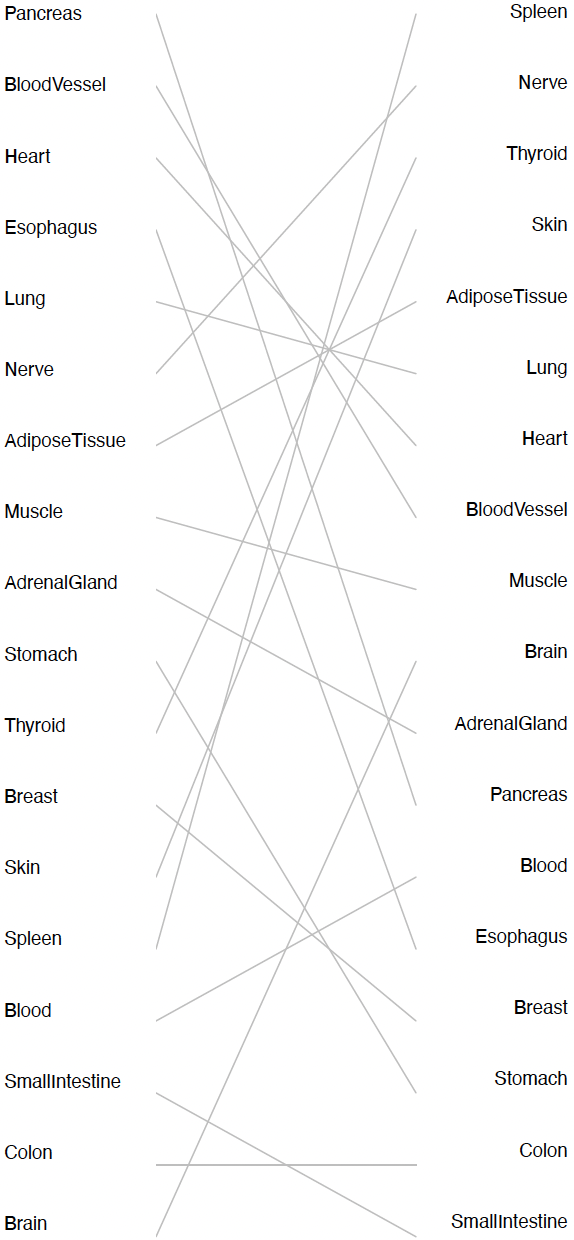 Pancreas
BloodVessel
Heart
Esophagus
Lung
Nerve
AdiposeTissue
Muscle
AdrenalGland
Stomach
Thyroid
Breast
Skin
Spleen
Blood
SmallIntestine
Colon
Brain
Spleen
Nerve
Thyroid
Skin
AdiposeTissue
Lung
Heart
BloodVessel
Muscle
Brain
AdrenalGland
Pancreas
Blood
Esophagus
Breast
Stomach
Colon
SmallIntestine